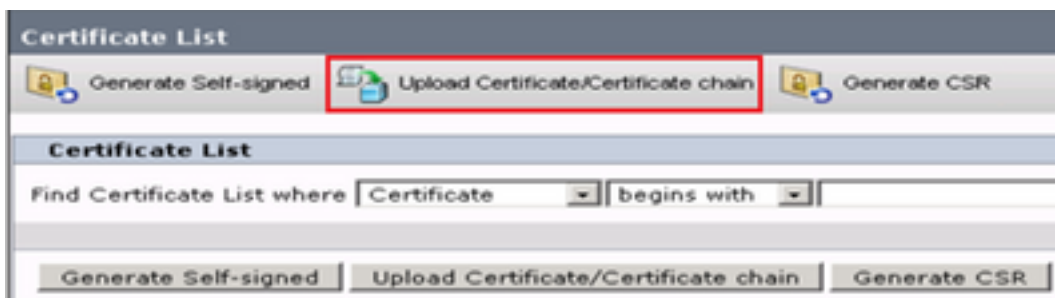 Certificate List
Generate Self-signed Upload Certificate/Certificate chain Generate CSR
Certificate List
Find Certificate List where Certificate begins with
Generate Self-signed Upload Certificate/Certificate chain Generate CSR